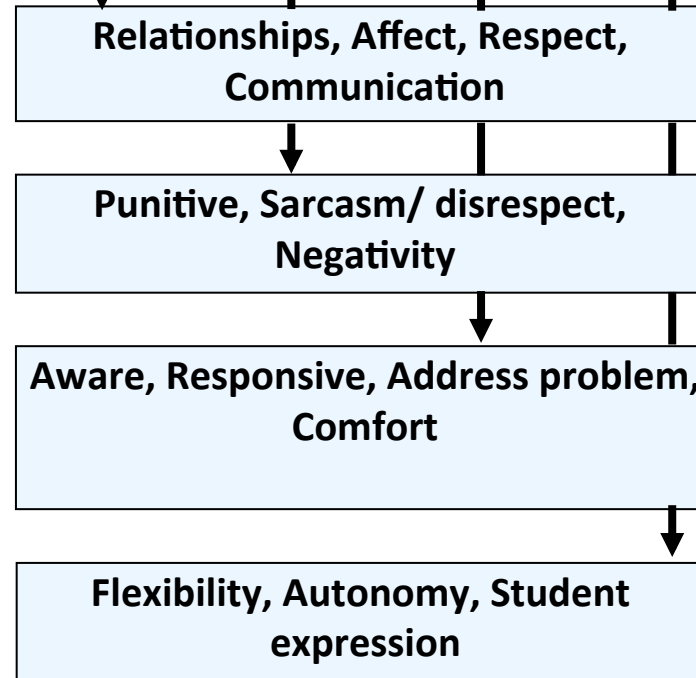 Relationships, Affect, Respect,
Communication
Punitive, Sarcasm/ disrespect,
Negativity
Aware, Responsive, Address problem,
Comfort
Flexibility, Autonomy, Student
expression